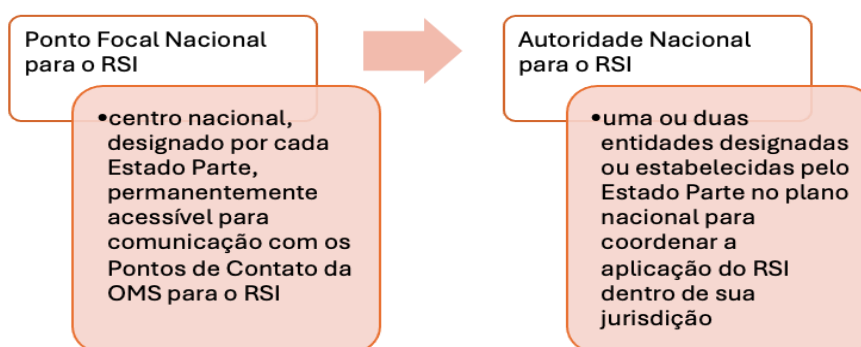 Ponto Focal Nacional
para o RSI
•centro nacional,
designado por cada
Estado Parte,
permanentemente
acessível para
comunicação com os
Pontos de Contato da
OMS para o RSI
Autoridade Nacional
para o RSI
•uma ou duas
entidades designadas
ou estabelecidas pelo
Estado Parte no plano
nacional para
coordenar a
aplicação do RSI
dentro de sua
jurisdição